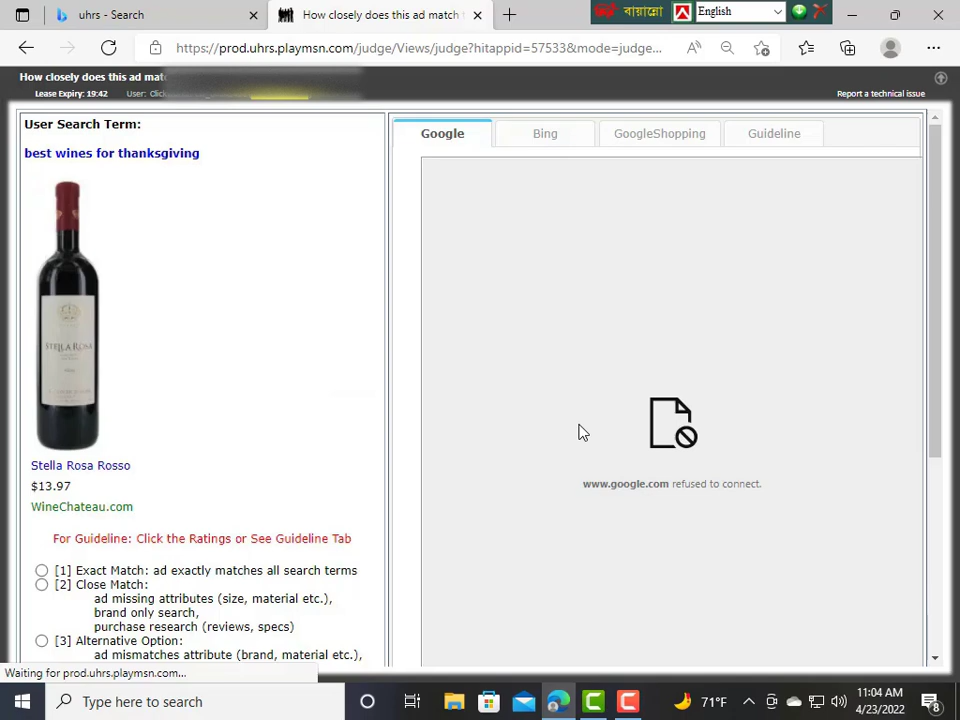 uhrs - Search
How closely does this ad match
বায়ান্নো
English
https://prod.uhrs.playmsn.com/judge/Views/judge?hitappid=57533&mode=judge...
How closely does this ad mat
Lease Expiry: 19:42
User: Clic
Report a technical issue
User Search Term:
best wines for thanksgiving
STELLA ROSA
Stella Rosa Rosso
$13.97
WineChateau.com
For Guideline: Click the Ratings or See Guideline Tab
[1] Exact Match: ad exactly matches all search terms
[2] Close Match:
ad missing attributes (size, material etc.),
brand only search,
purchase research (reviews, specs)
[3] Alternative Option:
ad mismatches attribute (brand, material etc.),
Google
Bing
GoogleShopping
Guideline
www.google.com refused to connect.
Waiting for prod.uhrs.playmsn.com...
Type here to search
71°F
11:04 AM
4/23/2022
8